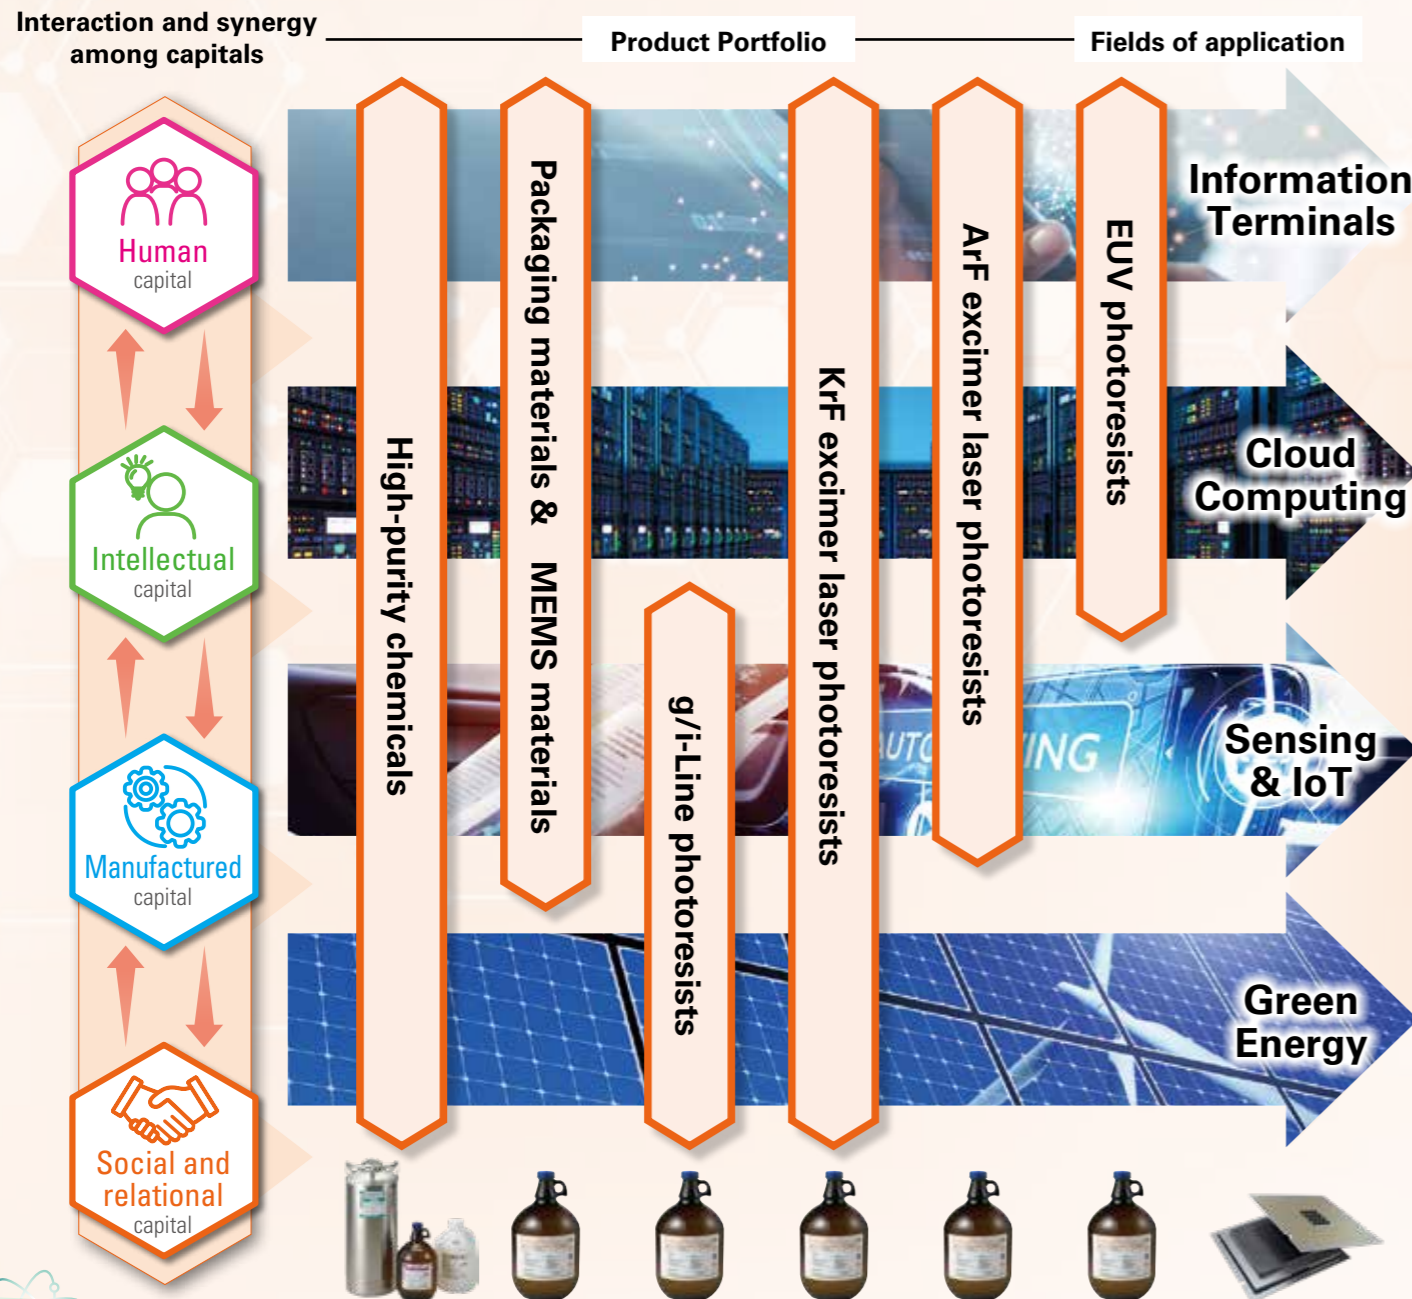 Interaction and synergy
among capitals
Product Portfolio
Fields of application
Human
capital
Intellectual
capital
Manufactured
capital
Social and
relational
capital
High-purity chemicals
Packaging materials &
MEMS materials
g/i-Line photoresists
KrF excimer laser photoresists
ArF excimer laser photoresists
EUV photoresists
Information
Terminals
Cloud
Computing
Sensing
& IoT
Green
Energy